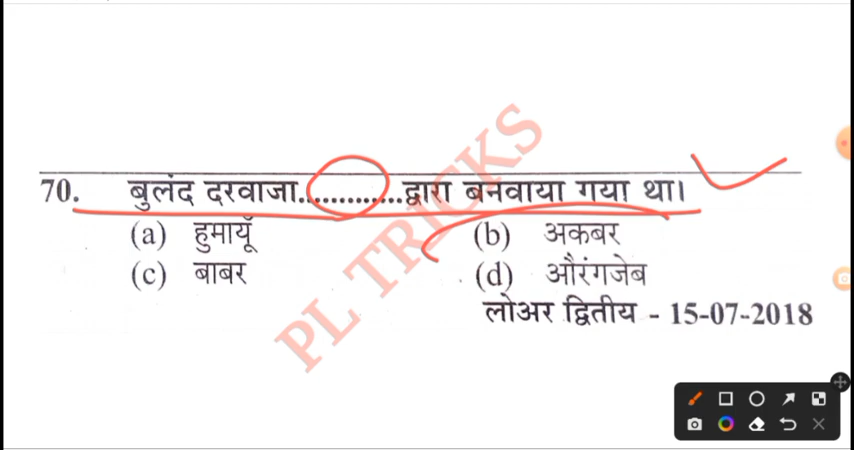 70. बुलंद दरवाजा.............द्वारा बनवाया गया था।
(a) हुमायूँ (b) अकबर
(c) बाबर (d) औरंगजेब
लोअर द्वितीय - 15-07-2018
PL TRICKS